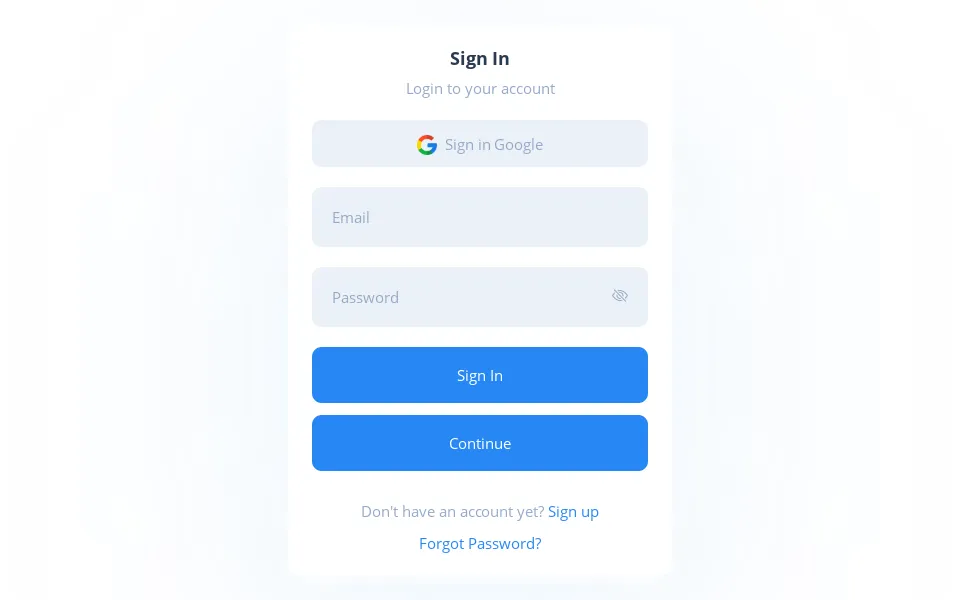 Sign In
Login to your account
Sign in Google
Email
Password
Sign In
Continue
Don't have an account yet? Sign up
Forgot Password?